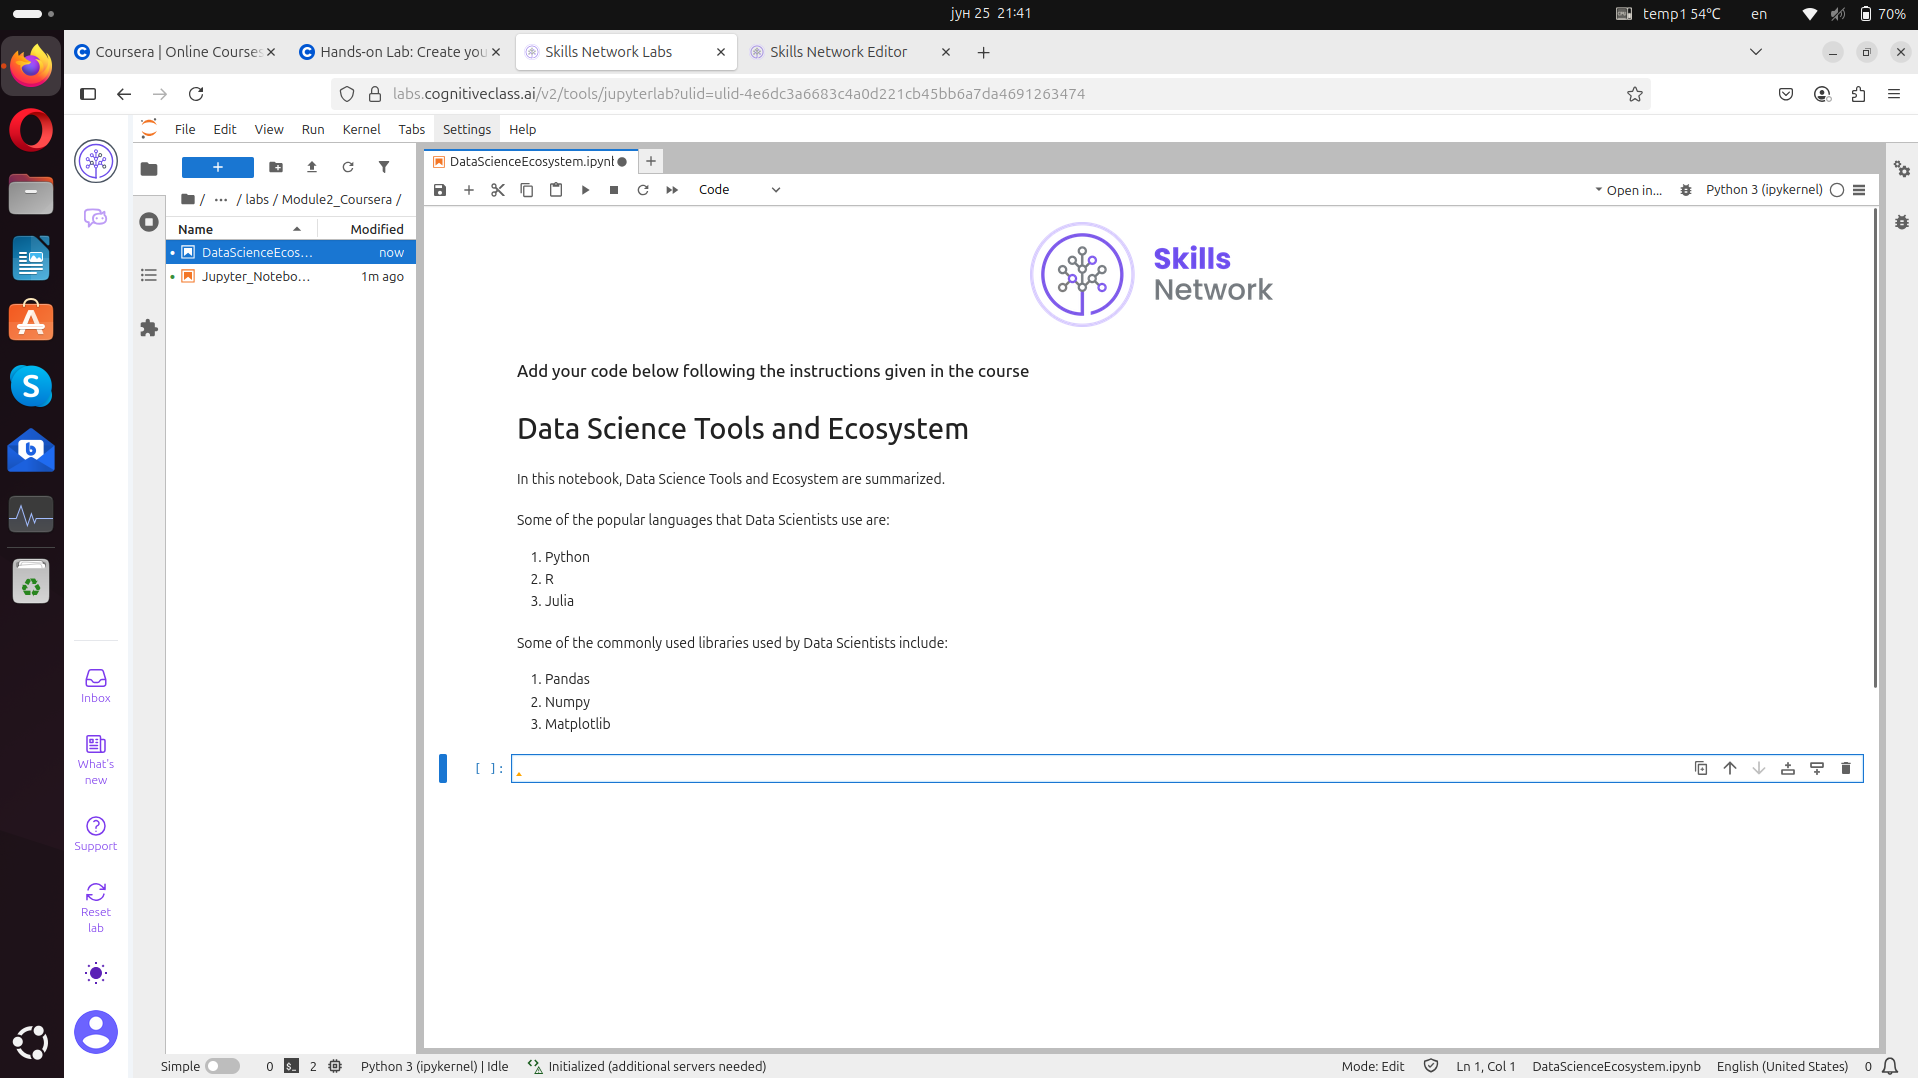 јун 25 21:41
temp1 54°C en 70%
Coursera | Online Courses
Hands-on Lab: Create you
Skills Network Labs
Skills Network Editor
labs.cognitiveclass.ai/v2/tools/jupyterlab?ulid=ulid-4e6dc3a6683c4a0d221cb45bb6a7da4691263474
File Edit View Run Kernel Tabs Settings Help
DataScienceEcosystem.ipynb
/ ··· / labs / Module2_Coursera /
Code
Open in...
Python 3 (ipykernel)
Name Modified
DataScienceEcos... now
Jupyter_Notebo... 1m ago
Skills
Network
Add your code below following the instructions given in the course
Data Science Tools and Ecosystem
In this notebook, Data Science Tools and Ecosystem are summarized.
Some of the popular languages that Data Scientists use are:
1. Python
2. R
3. Julia
Some of the commonly used libraries used by Data Scientists include:
1. Pandas
2. Numpy
3. Matplotlib
[ ]:
Inbox
What's
new
Support
Reset
lab
Simple 0 2 Python 3 (ipykernel) | Idle Initialized (additional servers needed)
Mode: Edit Ln 1, Col 1 DataScienceEcosystem.ipynb English (United States) 0